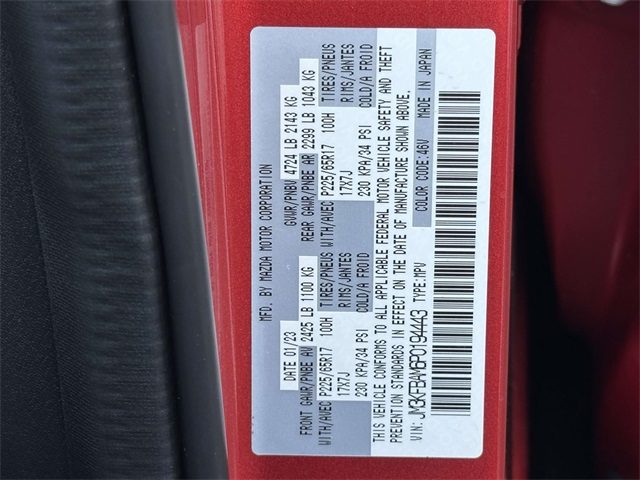 MFD. BY MAZDA MOTOR CORPORATION
DATE 01/23 GVWR/PNBV 4724 LB 2143 KG
FRONT GAWR/PNBE AV 2425 LB 1100 KG REAR GAWR/PNBE AR 2299 LB 1043 KG
WITH/AVEC P225/65R17 100H TIRES/PNEUS WITH/AVEC P225/65R17 100H TIRES/PNEUS
17X7J RIMS/JANTES 17X7J RIMS/JANTES
230 KPA/34 PSI COLD/A FROID 230 KPA/34 PSI COLD/A FROID
THIS VEHICLE CONFORMS TO ALL APPLICABLE FEDERAL MOTOR VEHICLE SAFETY AND THEFT
PREVENTION STANDARDS IN EFFECT ON THE DATE OF MANUFACTURE SHOWN ABOVE.
VIN: JM3KFBAM6P0194443 TYPE:MPV COLOR CODE:46V MADE IN JAPAN